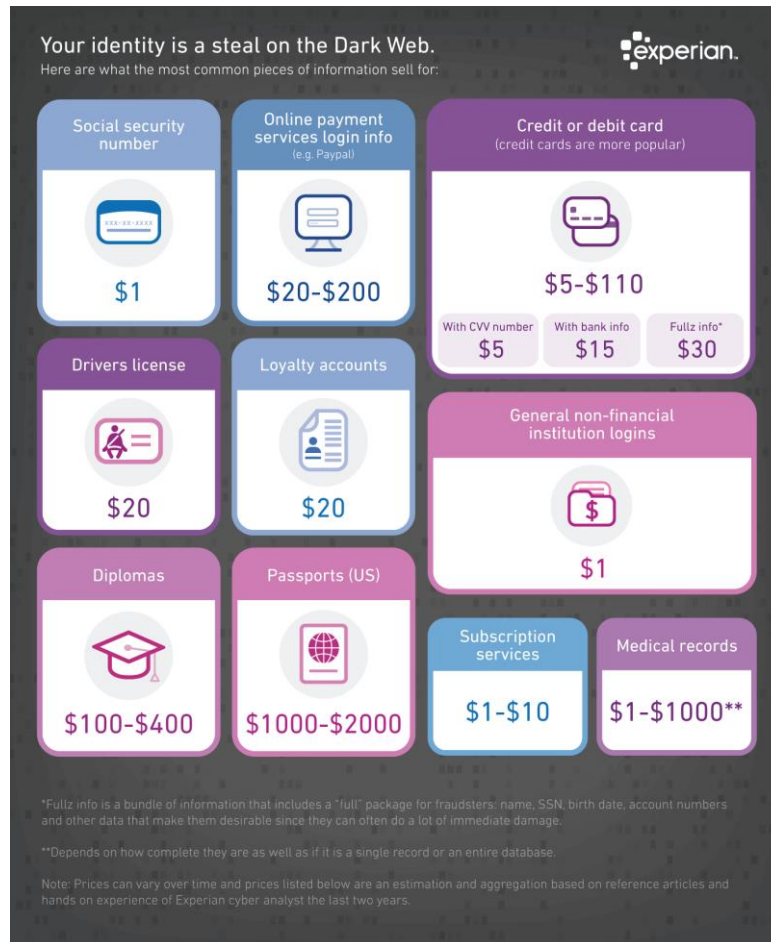 Your identity is a steal on the Dark Web.
Here are what the most common pieces of information sell for:
experian™
Social security
number
xxx-xx-xxxx
$1
Online payment
services login info
(e.g. Paypal)
$20-$200
Credit or debit card
(credit cards are more popular)
$5-$110
With CVV number
$5
With bank info
$15
Fullz info*
$30
Drivers license
$20
Loyalty accounts
$20
General non-financial
institution logins
$
$1
Diplomas
$100-$400
Passports (US)
$1000-$2000
Subscription
services
$1-$10
Medical records
$1-$1000**
*Fullz info is a bundle of information that includes a “full” package for fraudsters: name, SSN, birth date, account numbers
and other data that make them desirable since they can often do a lot of immediate damage.
**Depends on how complete they are as well as if it is a single record or an entire database.
Note: Prices can vary over time and prices listed below are an estimation and aggregation based on reference articles and
hands on experience of Experian cyber analyst the last two years.